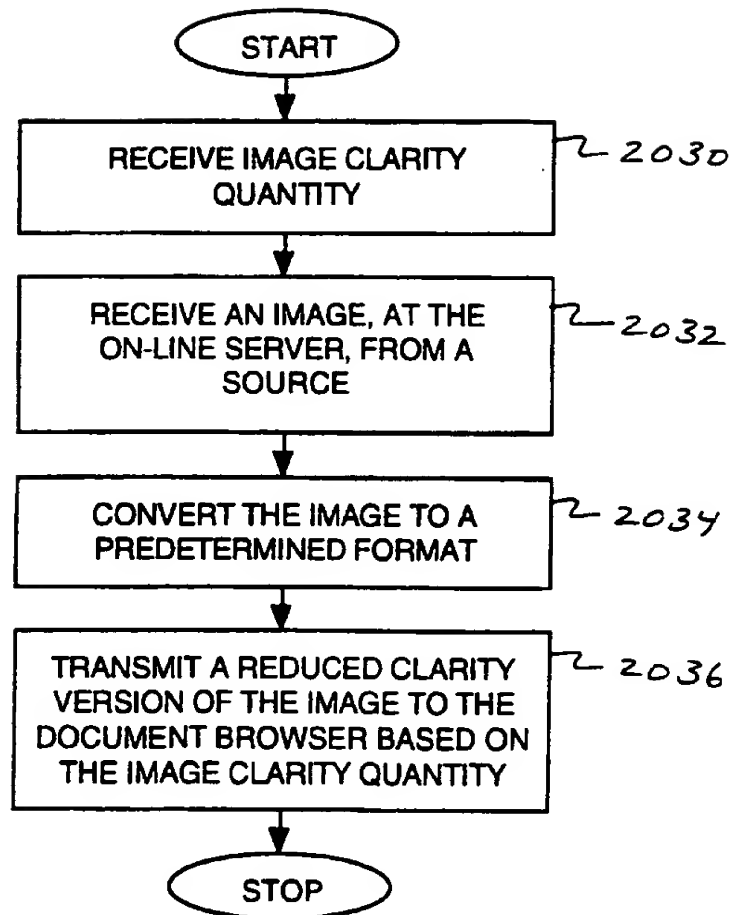 START
RECEIVE IMAGE CLARITY
QUANTITY
2030
RECEIVE AN IMAGE, AT THE
ON-LINE SERVER, FROM A
SOURCE
2032
CONVERT THE IMAGE TO A
PREDETERMINED FORMAT
2034
TRANSMIT A REDUCED CLARITY
VERSION OF THE IMAGE TO THE
DOCUMENT BROWSER BASED ON
THE IMAGE CLARITY QUANTITY
2036
STOP